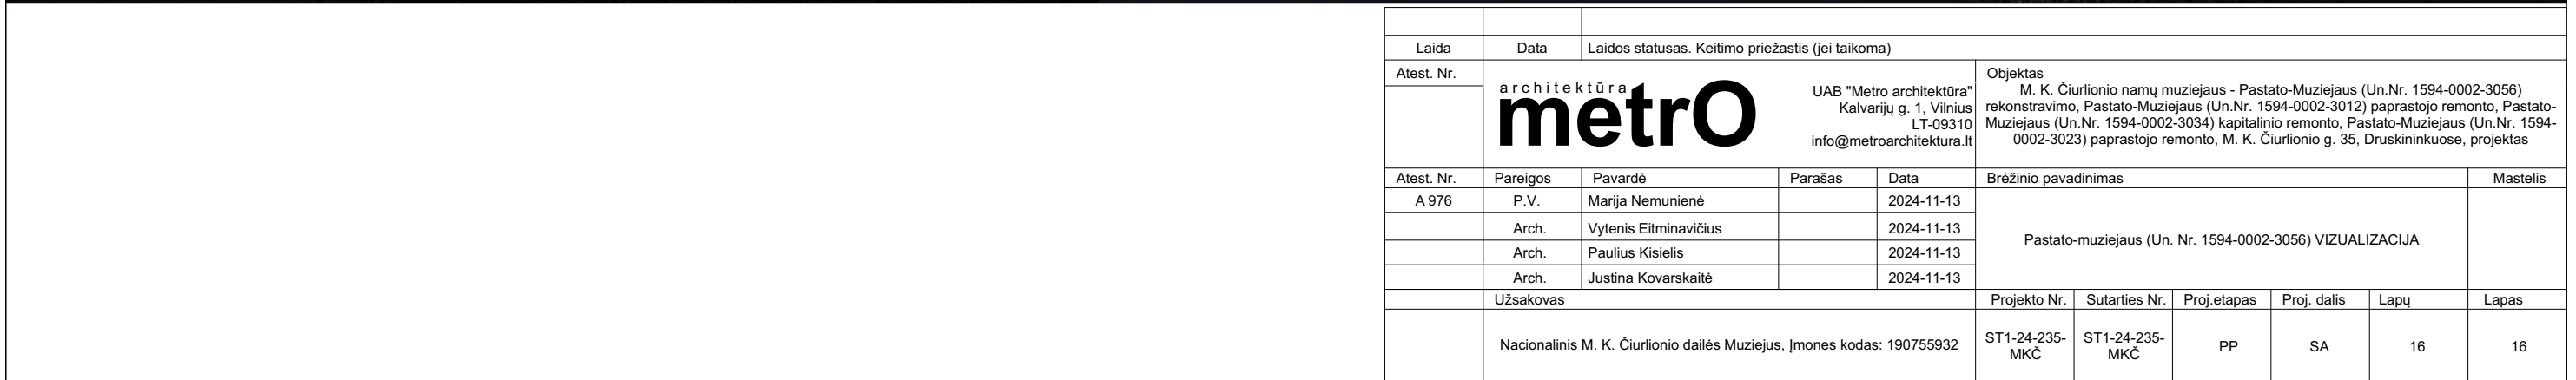 Laida Data Laidos statusas. Keitimo priežastis (jei taikoma)
Atest. Nr.
architektūra
metrO
UAB "Metro architektūra"
Kalvarijų g. 1, Vilnius
LT-09310
info@metroarchitektura.lt
Objektas
M. K. Čiurlionio namų muziejaus - Pastato-Muziejaus (Un.Nr. 1594-0002-3056)
rekonstravimo, Pastato-Muziejaus (Un.Nr. 1594-0002-3012) paprastojo remonto, Pastato-
Muziejaus (Un.Nr. 1594-0002-3034) kapitalinio remonto, Pastato-Muziejaus (Un.Nr. 1594-
0002-3023) paprastojo remonto, M. K. Čiurlionio g. 35, Druskininkuose, projektas
Atest. Nr. Pareigos Pavardė Parašas Data Brėžinio pavadinimas Mastelis
A 976 P.V. Marija Nemunienė 2024-11-13
Arch. Vytenis Eitminavičius 2024-11-13
Arch. Paulius Kisielis 2024-11-13
Arch. Justina Kovarskaitė 2024-11-13
Pastato-muziejaus (Un. Nr. 1594-0002-3056) VIZUALIZACIJA
Užsakovas Projekto Nr. Sutarties Nr. Proj.etapas Proj. dalis Lapų Lapas
Nacionalinis M. K. Čiurlionio dailės Muziejus, Įmones kodas: 190755932
ST1-24-235-
MKČ
ST1-24-235-
MKČ
PP
SA
16
16